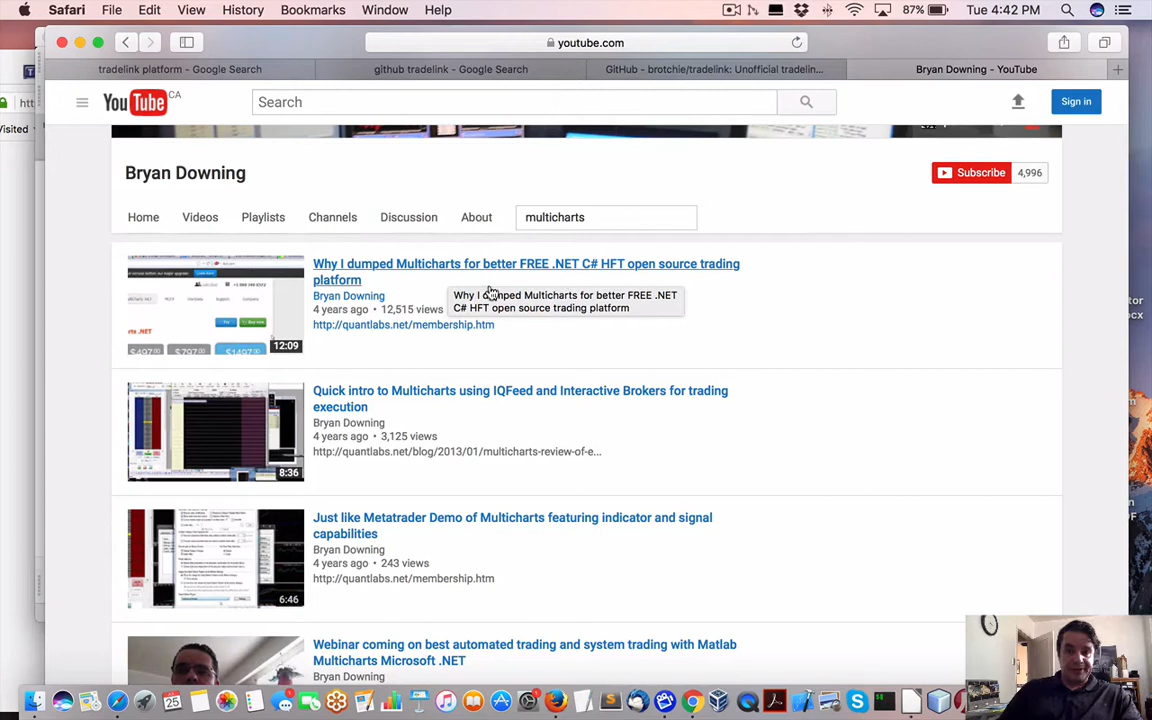 Safari File Edit View History Bookmarks Window Help 87% Tue 4:42 PM
youtube.com
tradelink platform - Google Search
github tradelink - Google Search
GitHub - brotchie/tradelink: Unofficial tradelin...
Bryan Downing - YouTube
YouTube CA
Search
Sign in
Visited
Bryan Downing
Subscribe 4,996
Home Videos Playlists Channels Discussion About multicharts
Why I dumped Multicharts for better FREE .NET C# HFT open source trading
platform
Bryan Downing
4 years ago • 12,515 views
http://quantlabs.net/membership.htm
Why I dumped Multicharts for better FREE .NET
C# HFT open source trading platform
$497.00 $797.00 $1497.00
12:09
Quick intro to Multicharts using IQFeed and Interactive Brokers for trading
execution
Bryan Downing
4 years ago • 3,125 views
http://quantlabs.net/blog/2013/01/multicharts-review-of-e...
8:36
Just like Metatrader Demo of Multicharts featuring indicator and signal
capabilities
Bryan Downing
4 years ago • 243 views
http://quantlabs.net/membership.htm
6:46
Webinar coming on best automated trading and system trading with Matlab
Multicharts Microsoft .NET
Bryan Downing